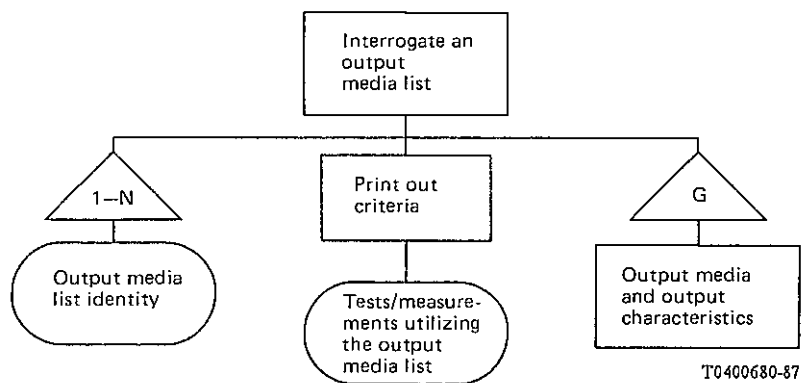 Interrogate an
output
media list
1–N
Print out
criteria
G
Output media
list identity
Tests/measure-
ments utilizing
the output
media list
Output media
and output
characteristics
T0400680-87